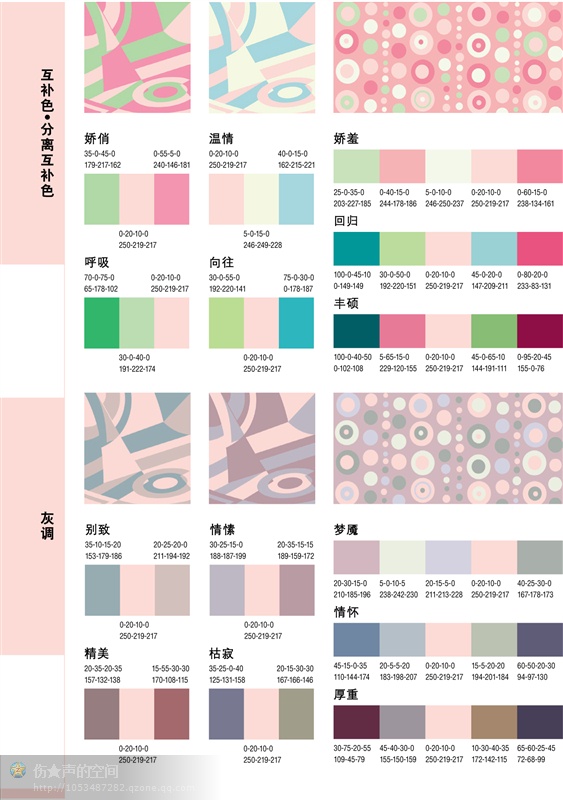 互补色•分离互补色
娇俏
35-0-45-0 0-55-5-0
179-217-162 240-146-181
0-20-10-0
250-219-217
温情
0-20-10-0 40-0-15-0
250-219-217 162-215-221
5-0-15-0
246-249-228
娇羞
25-0-35-0 0-40-15-0 5-0-10-0 0-20-10-0 0-60-15-0
203-227-185 244-178-186 246-250-237 250-219-217 238-134-161
呼吸
70-0-75-0 0-20-10-0
65-178-102 250-219-217
30-0-40-0
191-222-174
向往
30-0-55-0 75-0-30-0
192-220-141 0-178-187
0-20-10-0
250-219-217
回归
100-0-45-10 30-0-50-0 0-20-10-0 45-0-20-0 0-80-20-0
0-149-149 192-220-151 250-219-217 147-209-211 233-83-131
丰硕
100-0-40-50 5-65-15-0 0-20-10-0 45-0-65-10 0-95-20-45
0-102-108 229-120-155 250-219-217 144-191-111 155-0-76
灰调
别致
35-10-15-20 20-25-20-0
153-179-186 211-194-192
0-20-10-0
250-219-217
情愫
30-25-15-0 20-35-15-15
188-187-199 189-159-172
0-20-10-0
250-219-217
梦魇
20-30-15-0 5-0-10-5 20-15-5-0 0-20-10-0 40-25-30-0
210-185-196 238-242-230 211-213-228 250-219-217 167-178-173
精美
20-35-20-35 15-55-30-30
157-132-138 170-108-115
0-20-10-0
250-219-217
枯寂
35-25-0-40 20-15-30-30
125-131-158 167-166-146
0-20-10-0
250-219-217
情怀
45-15-0-35 20-5-5-20 0-20-10-0 15-5-20-20 60-50-20-30
110-144-174 183-198-207 250-219-217 194-201-184 94-97-130
厚重
30-75-20-55 45-40-30-0 0-20-10-0 10-30-40-35 65-60-25-45
109-45-79 155-150-159 250-219-217 172-142-115 72-68-99
伤★声的空间
http://1653487282.qzone.qq.com